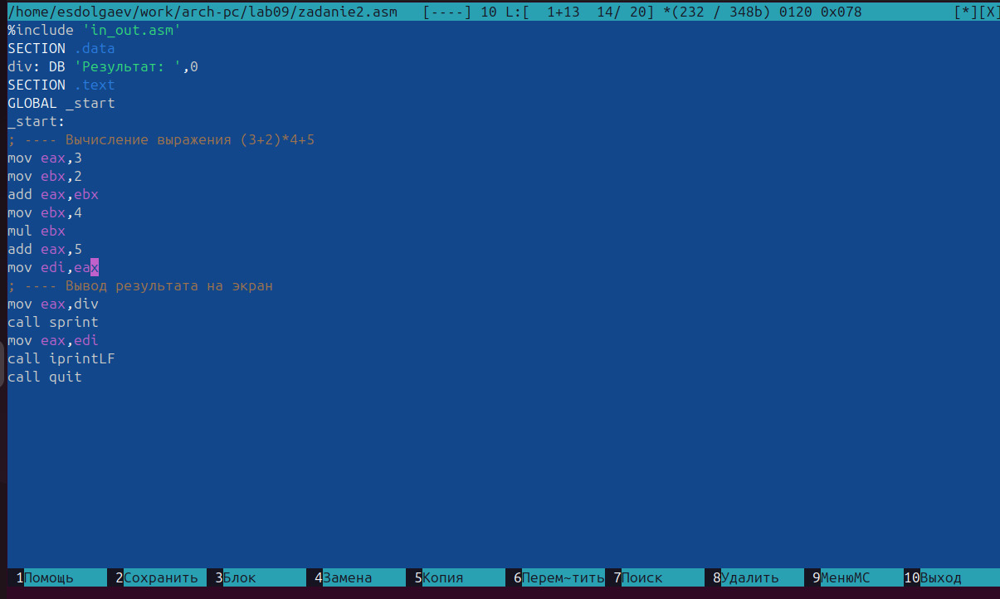 /home/esdolgaev/work/arch-pc/lab09/zadanie2.asm [----] 10 L:[ 1+13 14/ 20] *(232 / 348b) 0120 0x078 [*][X]
%include 'in_out.asm'
SECTION .data
div: DB 'Результат: ',0
SECTION .text
GLOBAL _start
_start:
; ---- Вычисление выражения (3+2)*4+5
mov eax,3
mov ebx,2
add eax,ebx
mov ebx,4
mul ebx
add eax,5
mov edi,eax
; ---- Вывод результата на экран
mov eax,div
call sprint
mov eax,edi
call iprintLF
call quit
1Помощь 2Сохранить 3Блок 4Замена 5Копия 6Перем~тить 7Поиск 8Удалить 9МенюMC 10Выход